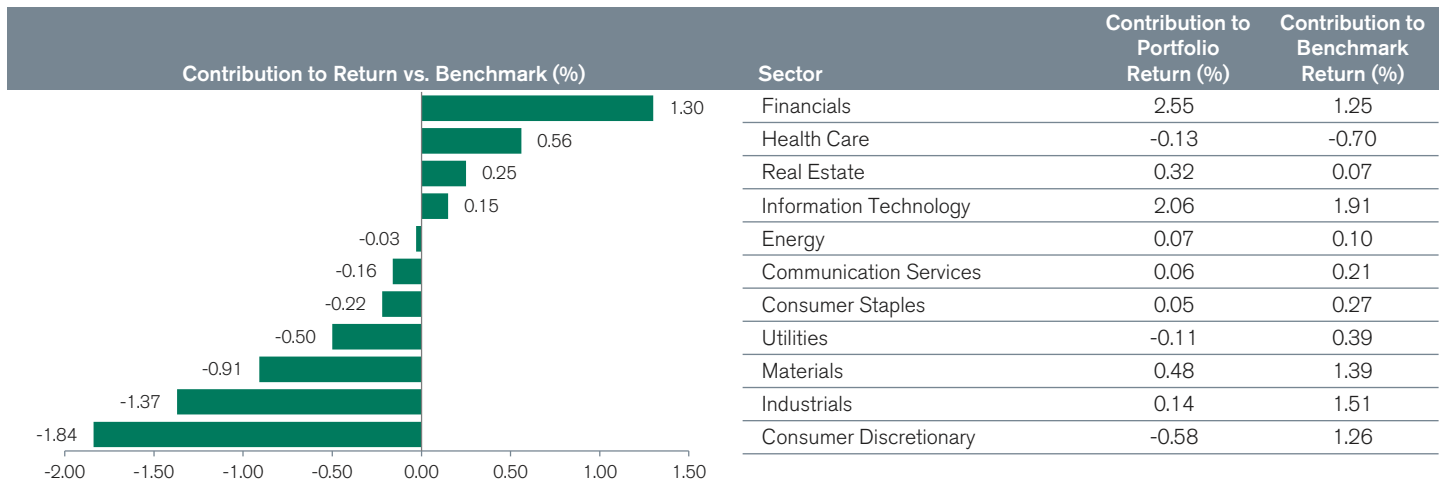 Contribution to Return vs. Benchmark (%)
Sector
Contribution to
Portfolio
Return (%)
Contribution to
Benchmark
Return (%)
1.30
Financials 2.55 1.25
0.56
Health Care -0.13 -0.70
0.25
Real Estate 0.32 0.07
0.15
Information Technology 2.06 1.91
-0.03
Energy 0.07 0.10
-0.16
Communication Services 0.06 0.21
-0.22
Consumer Staples 0.05 0.27
-0.50
Utilities -0.11 0.39
-0.91
Materials 0.48 1.39
-1.37
Industrials 0.14 1.51
-1.84
Consumer Discretionary -0.58 1.26
-2.00 -1.50 -1.00 -0.50 0.00 0.50 1.00 1.50